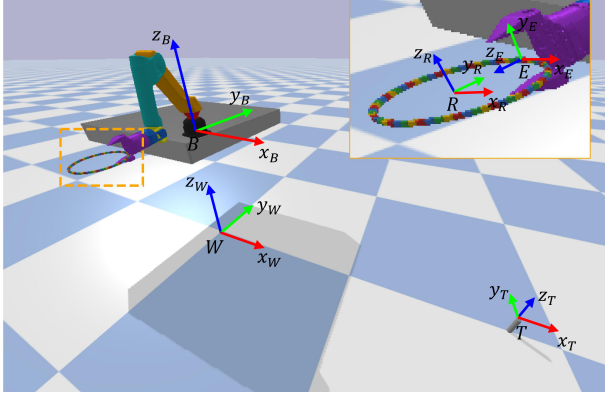 z_B
y_B
B
x_B
z_W
y_W
W
x_W
y_E
z_R
z_E
y_R
E
x_E
R
x_R
y_T
z_T
T
x_T